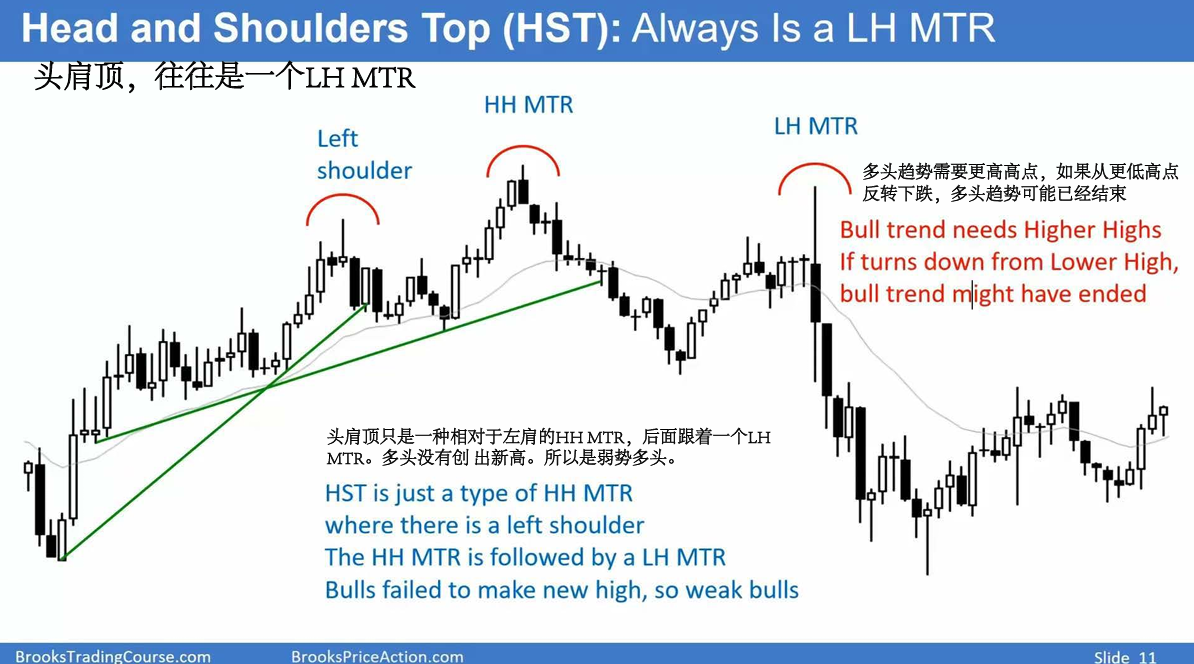 Head and Shoulders Top (HST): Always Is a LH MTR
头肩顶，往往是一个LH MTR
Left
shoulder
HH MTR
LH MTR
多头趋势需要更高高点，如果从更低高点
反转下跌，多头趋势可能已经结束
Bull trend needs Higher Highs
If turns down from Lower High,
bull trend might have ended
头肩顶只是一种相对于左肩的HH MTR，后面跟着一个LH
MTR。多头没有创 出新高。所以是弱势多头。
HST is just a type of HH MTR
where there is a left shoulder
The HH MTR is followed by a LH MTR
Bulls failed to make new high, so weak bulls
BrooksTradingCourse.com
BrooksPriceAction.com
Slide 11